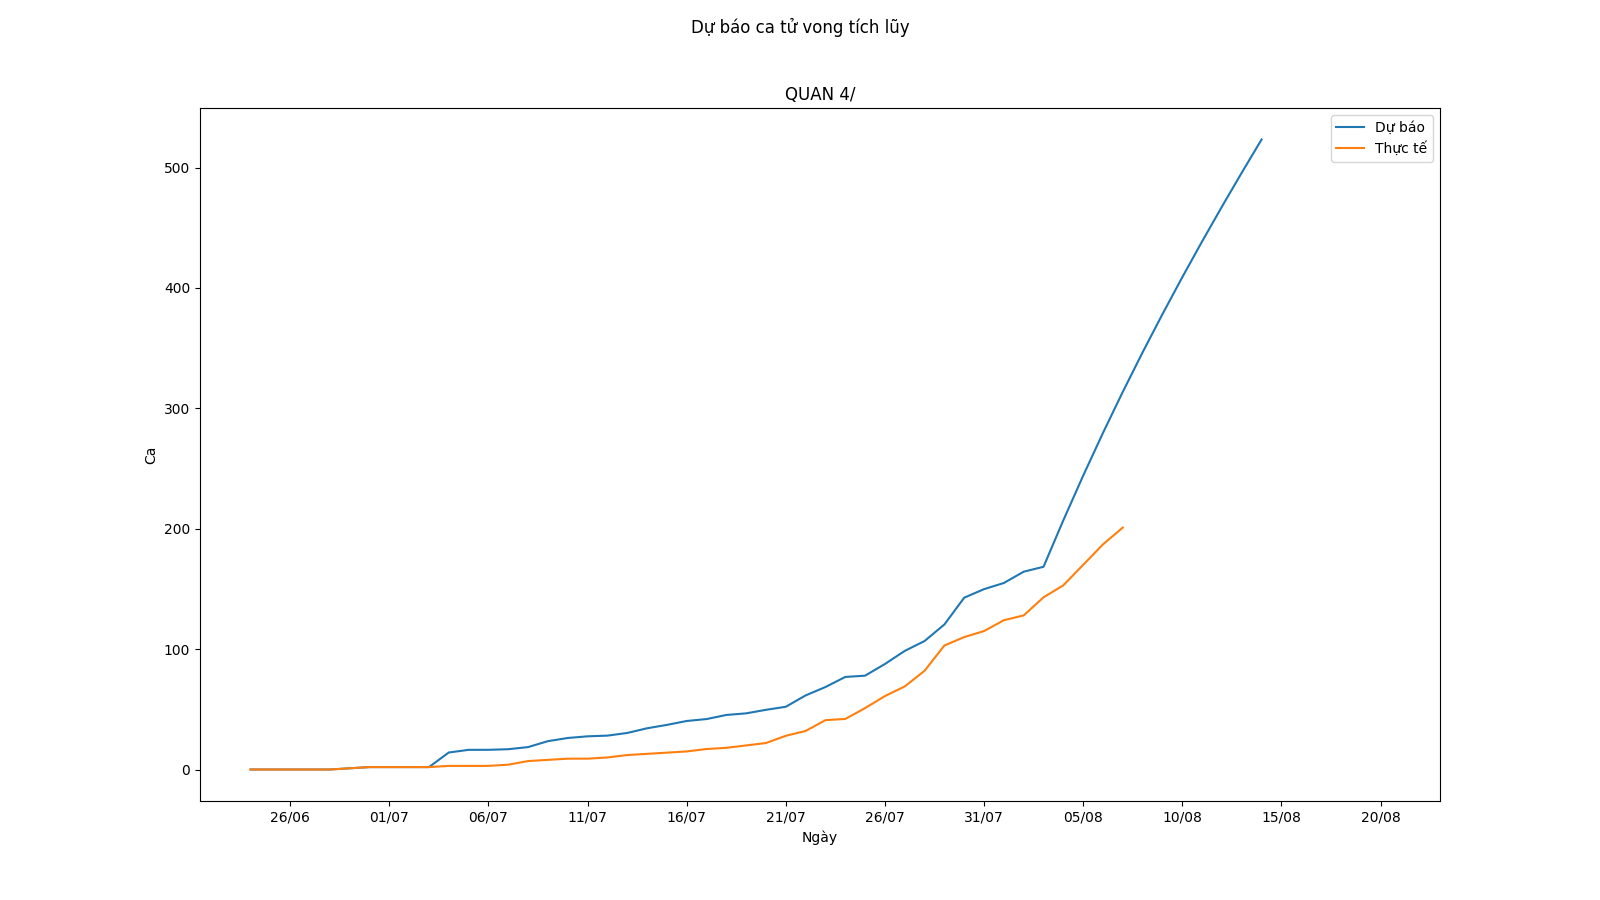 Dự báo ca tử vong tích lũy
QUAN 4/
Dự báo
Thực tế
500
400
300
200
100
0
Ca
26/06 01/07 06/07 11/07 16/07 21/07 26/07 31/07 05/08 10/08 15/08 20/08
Ngày